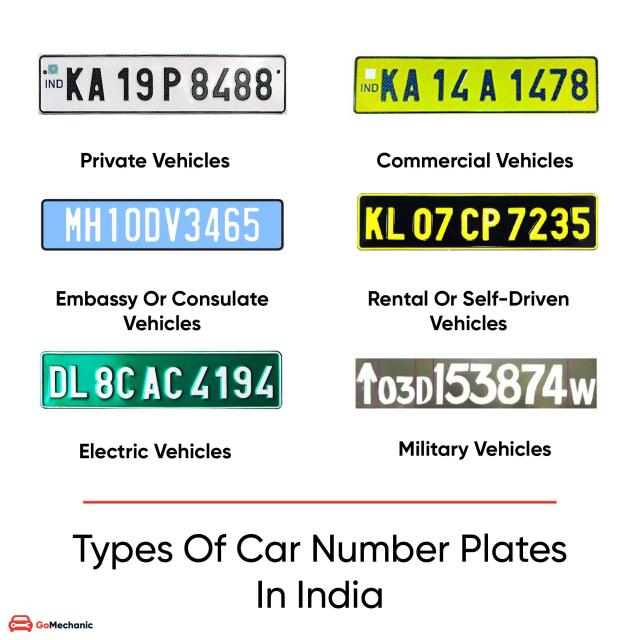 IND KA 19 P 8488
IND KA 14 A 1478
Private Vehicles
Commercial Vehicles
MH10DV3465
KL 07 CP 7235
Embassy Or Consulate
Vehicles
Rental Or Self-Driven
Vehicles
DL 8C AC 4194
↑03D153874W
Electric Vehicles
Military Vehicles
Types Of Car Number Plates
In India
GoMechanic